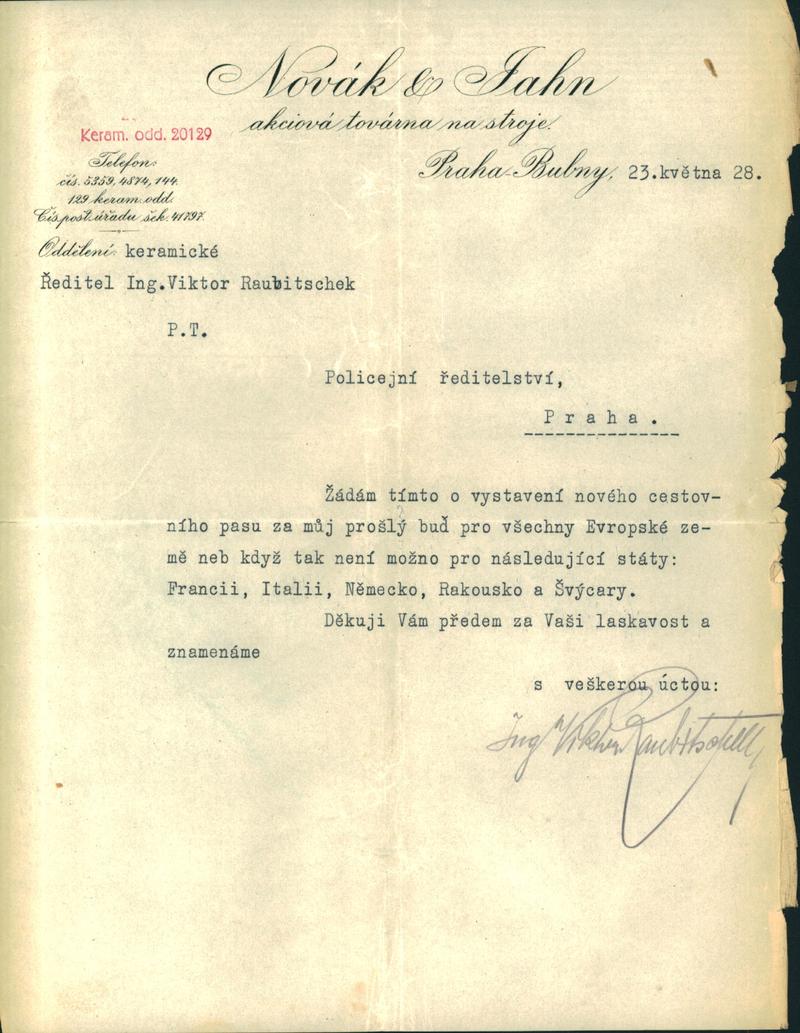 Novák & Jahn
akciová továrna na stroje.
Keram. odd. 20129
Telefon:
čís. 5359, 4874, 144.
129 keram. odd.
Čís. pošt. úřadu šek. 41797.
Praha-Bubny, 23.května 28.
Oddělení: keramické
Ředitel Ing.Viktor Raubitschek
P.T.
Policejní ředitelství,
Praha.
Žádám tímto o vystavení nového cestov-
ního pasu za můj prošlý buď pro všechny Evropské ze-
mě neb když tak není možno pro následující státy:
Francii, Italii, Německo, Rakousko a Švýcary.
Děkuji Vám předem za Vaši laskavost a
znamenáme
s veškerou úctou:
Ing Viktor Raubitschek